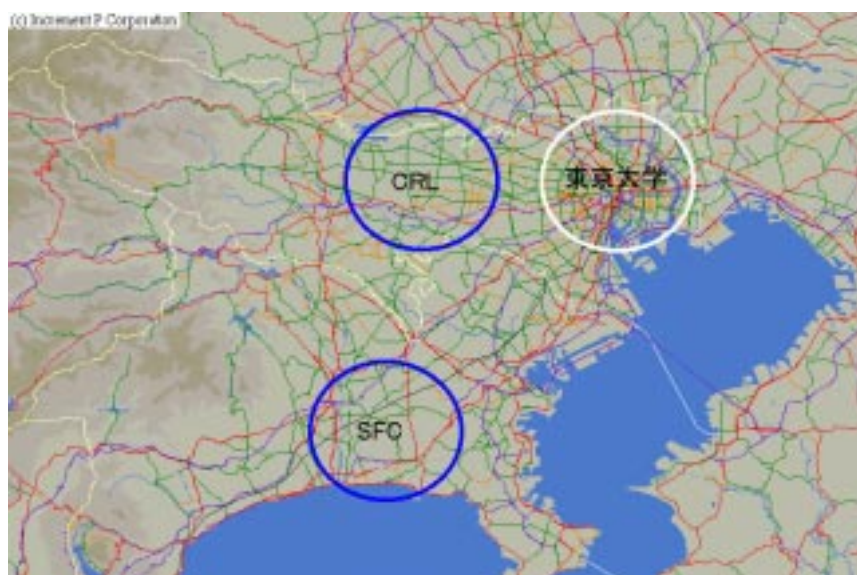 (c) Increment P Corporation
CRL
東京大学
SFC